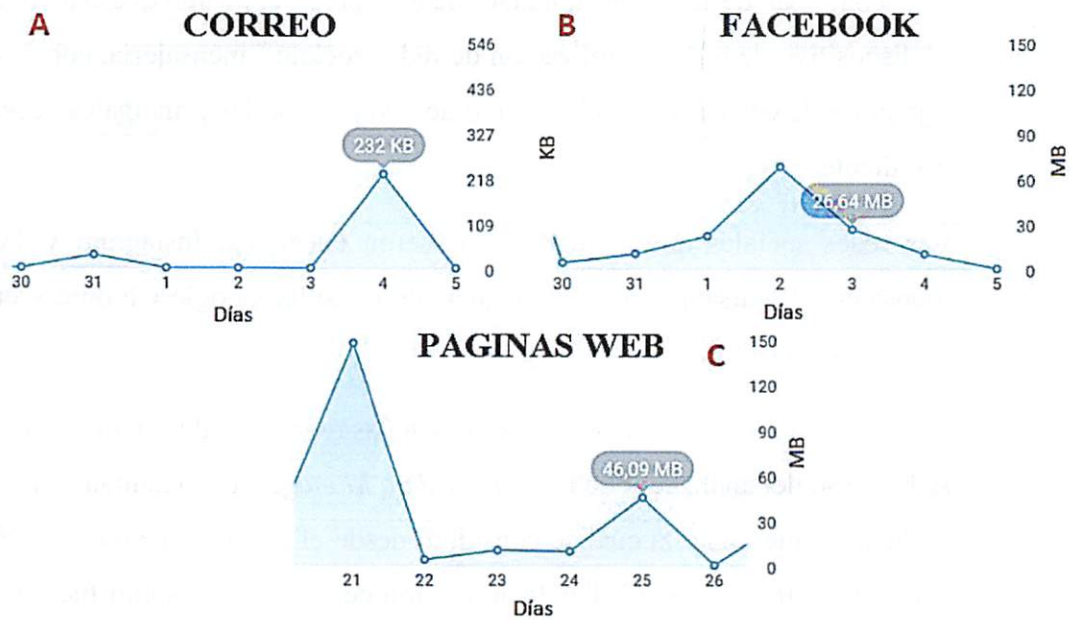 A
CORREO
546
436
327
218
109
0
KB
232 KB
30 31 1 2 3 4 5
Días
B
FACEBOOK
150
120
90
60
30
0
MB
26,64 MB
30 31 1 2 3 4 5
Días
PAGINAS WEB
C
150
120
90
60
30
0
MB
46,09 MB
21 22 23 24 25 26
Días